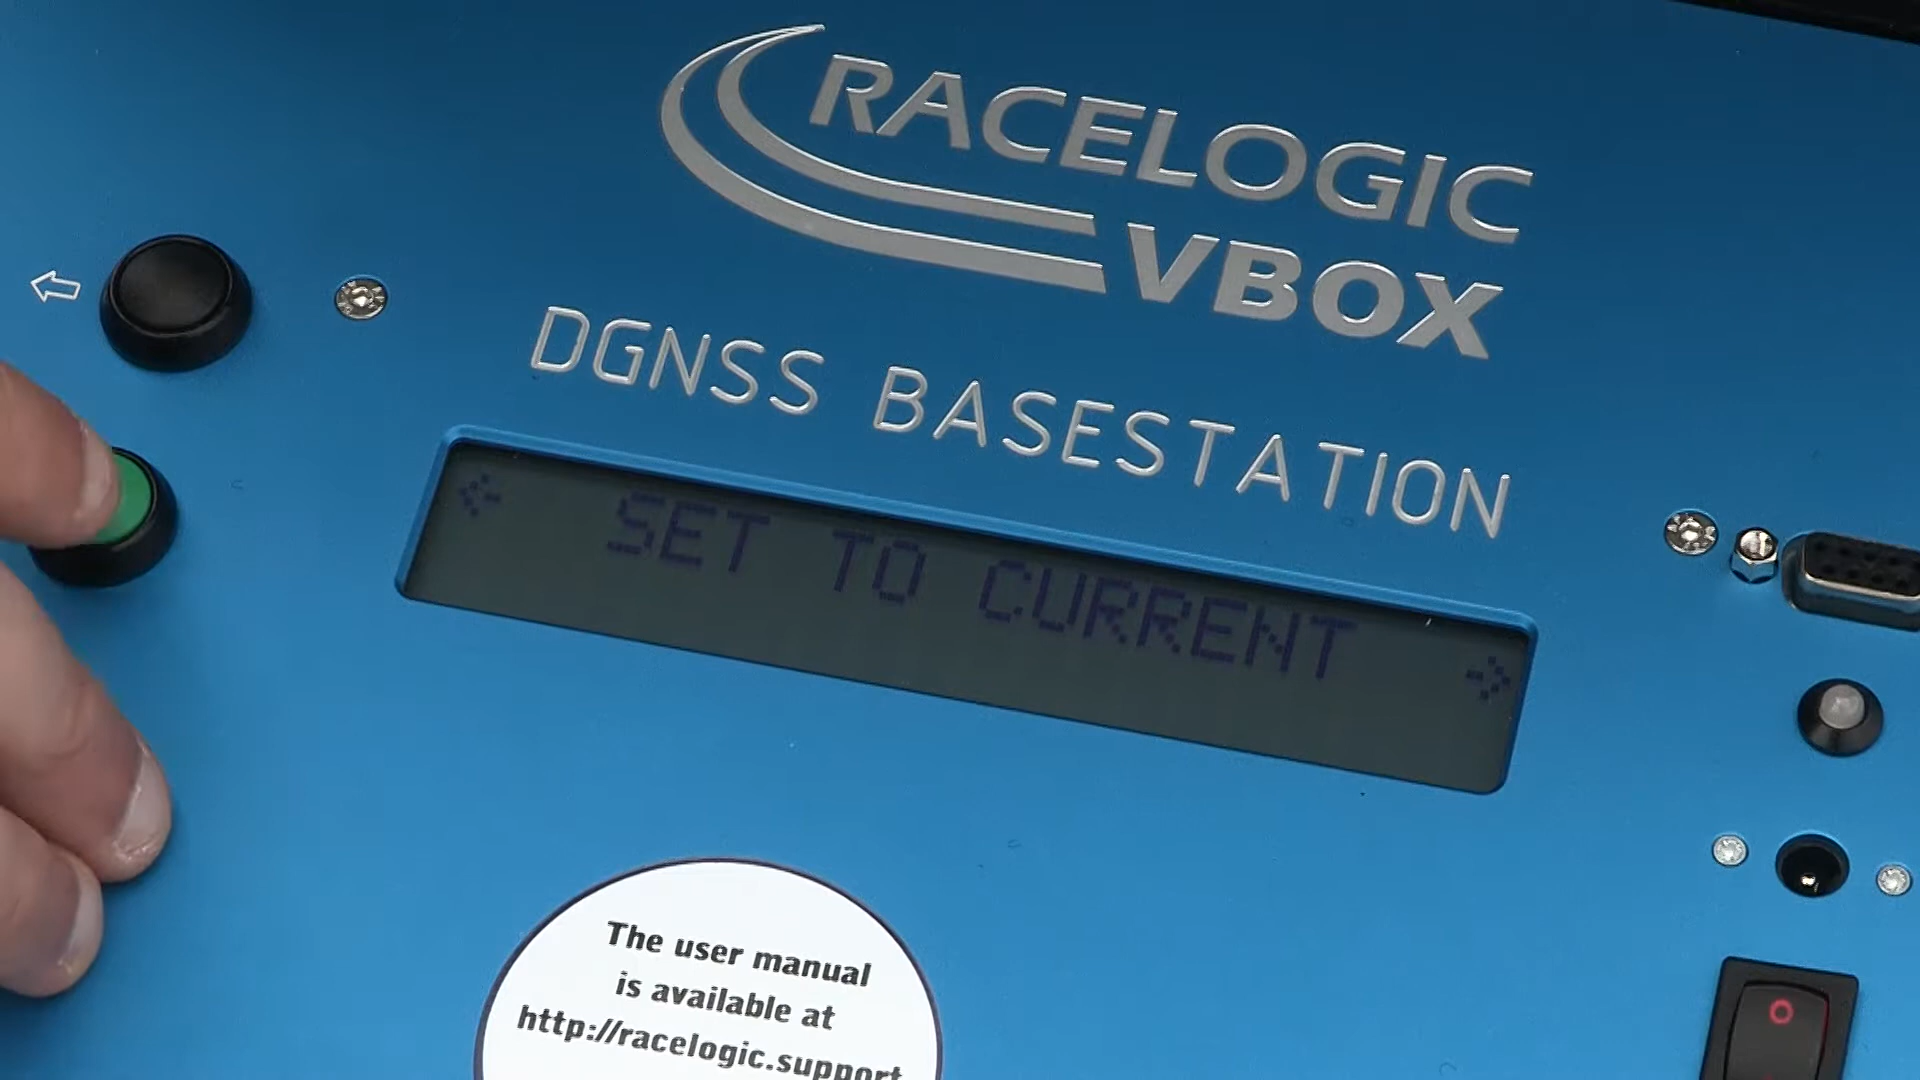 RACELOGIC
VBOX
DGNSS BASESTATION
← SET TO CURRENT →
The user manual
is available at
http://racelogic.support